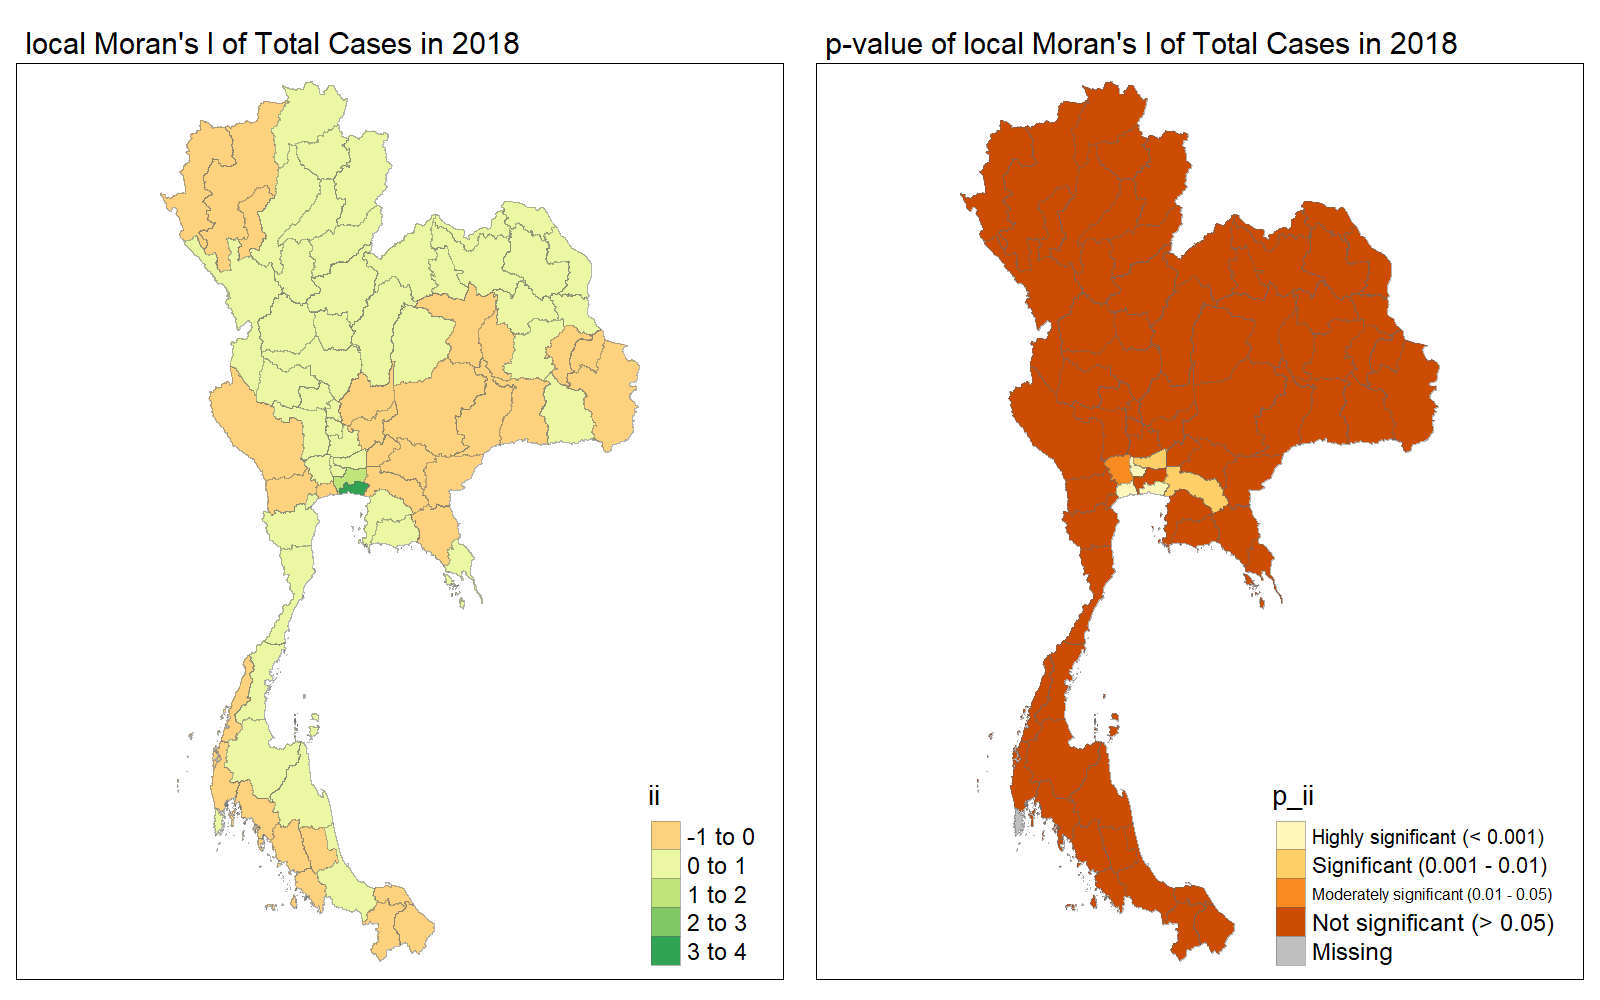 local Moran's I of Total Cases in 2018
ii
-1 to 0
0 to 1
1 to 2
2 to 3
3 to 4
p-value of local Moran's I of Total Cases in 2018
p_ii
Highly significant (< 0.001)
Significant (0.001 - 0.01)
Moderately significant (0.01 - 0.05)
Not significant (> 0.05)
Missing